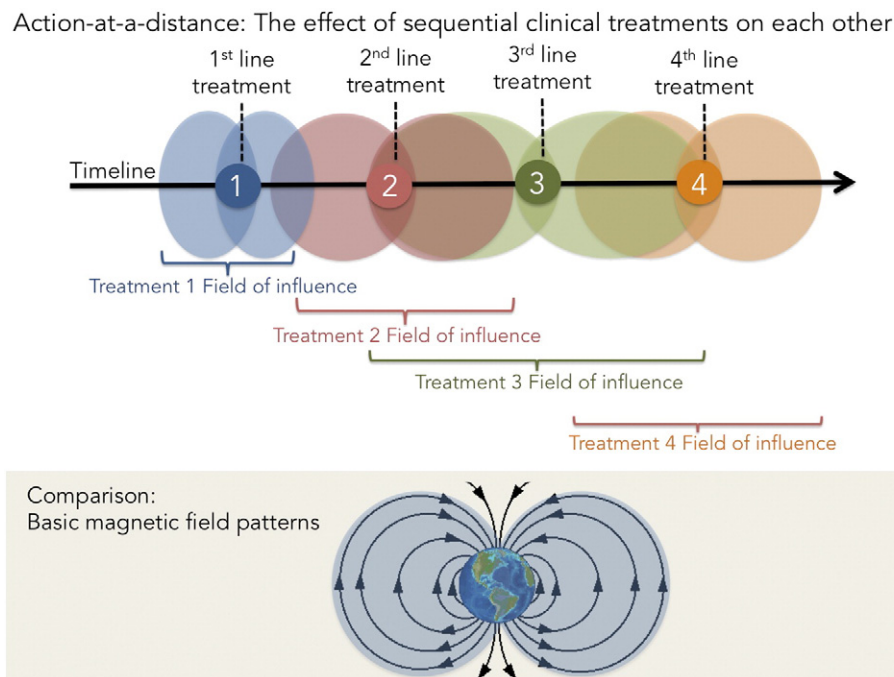 Action-at-a-distance: The effect of sequential clinical treatments on each other
1st line
treatment
2nd line
treatment
3rd line
treatment
4th line
treatment
Timeline
1
2
3
4
Treatment 1 Field of influence
Treatment 2 Field of influence
Treatment 3 Field of influence
Treatment 4 Field of influence
Comparison:
Basic magnetic field patterns